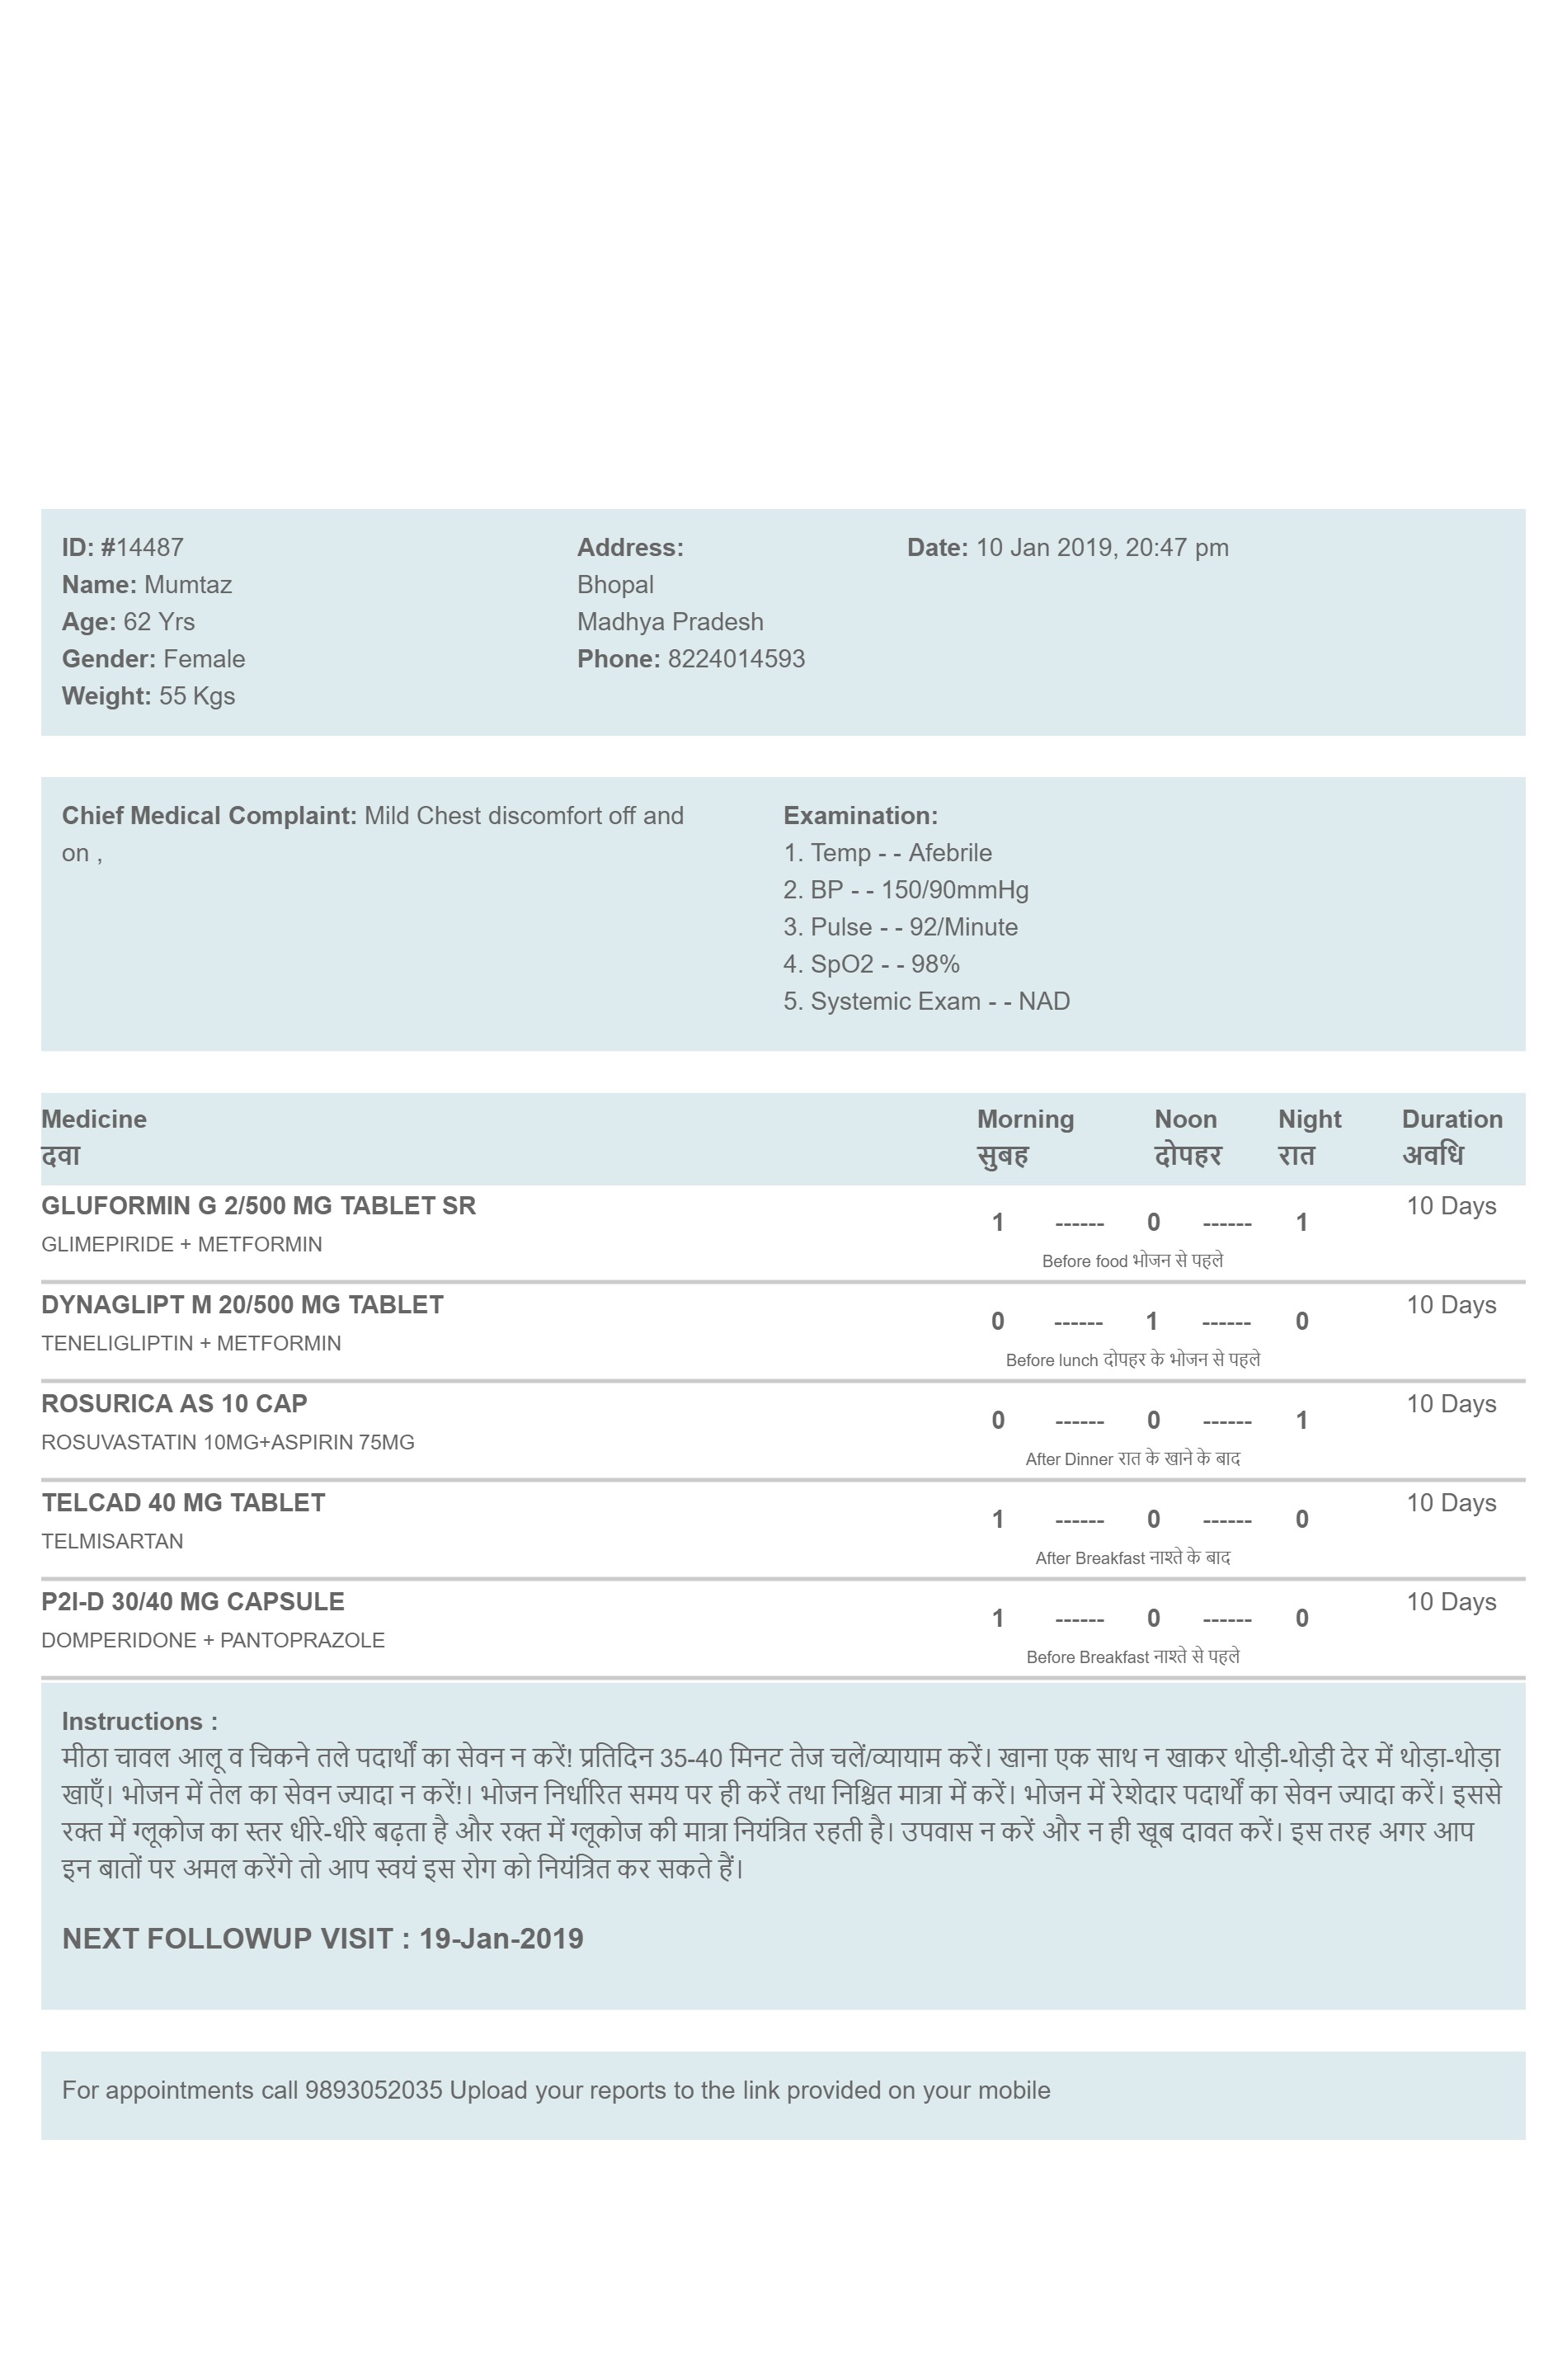 ID: #14487
Name: Mumtaz
Age: 62 Yrs
Gender: Female
Weight: 55 Kgs
Address:
Bhopal
Madhya Pradesh
Phone: 8224014593
Date: 10 Jan 2019, 20:47 pm
Chief Medical Complaint: Mild Chest discomfort off and
on ,
Examination:
1. Temp - - Afebrile
2. BP - - 150/90mmHg
3. Pulse - - 92/Minute
4. SpO2 - - 98%
5. Systemic Exam - - NAD
Medicine Morning Noon Night Duration
दवा सुबह दोपहर रात अवधि
GLUFORMIN G 2/500 MG TABLET SR 1 ------ 0 ------ 1 10 Days
GLIMEPIRIDE + METFORMIN Before food भोजन से पहले
DYNAGLIPT M 20/500 MG TABLET 0 ------ 1 ------ 0 10 Days
TENELIGLIPTIN + METFORMIN Before lunch दोपहर के भोजन से पहले
ROSURICA AS 10 CAP 0 ------ 0 ------ 1 10 Days
ROSUVASTATIN 10MG+ASPIRIN 75MG After Dinner रात के खाने के बाद
TELCAD 40 MG TABLET 1 ------ 0 ------ 0 10 Days
TELMISARTAN After Breakfast नाश्ते के बाद
P2I-D 30/40 MG CAPSULE 1 ------ 0 ------ 0 10 Days
DOMPERIDONE + PANTOPRAZOLE Before Breakfast नाश्ते से पहले
Instructions :
मीठा चावल आलू व चिकने तले पदार्थों का सेवन न करें! प्रतिदिन 35-40 मिनट तेज चलें/व्यायाम करें। खाना एक साथ न खाकर थोड़ी-थोड़ी देर में थोड़ा-थोड़ा
खाएँ। भोजन में तेल का सेवन ज्यादा न करें!। भोजन निर्धारित समय पर ही करें तथा निश्चित मात्रा में करें। भोजन में रेशेदार पदार्थों का सेवन ज्यादा करें। इससे
रक्त में ग्लूकोज का स्तर धीरे-धीरे बढ़ता है और रक्त में ग्लूकोज की मात्रा नियंत्रित रहती है। उपवास न करें और न ही खूब दावत करें। इस तरह अगर आप
इन बातों पर अमल करेंगे तो आप स्वयं इस रोग को नियंत्रित कर सकते हैं।
NEXT FOLLOWUP VISIT : 19-Jan-2019
For appointments call 9893052035 Upload your reports to the link provided on your mobile